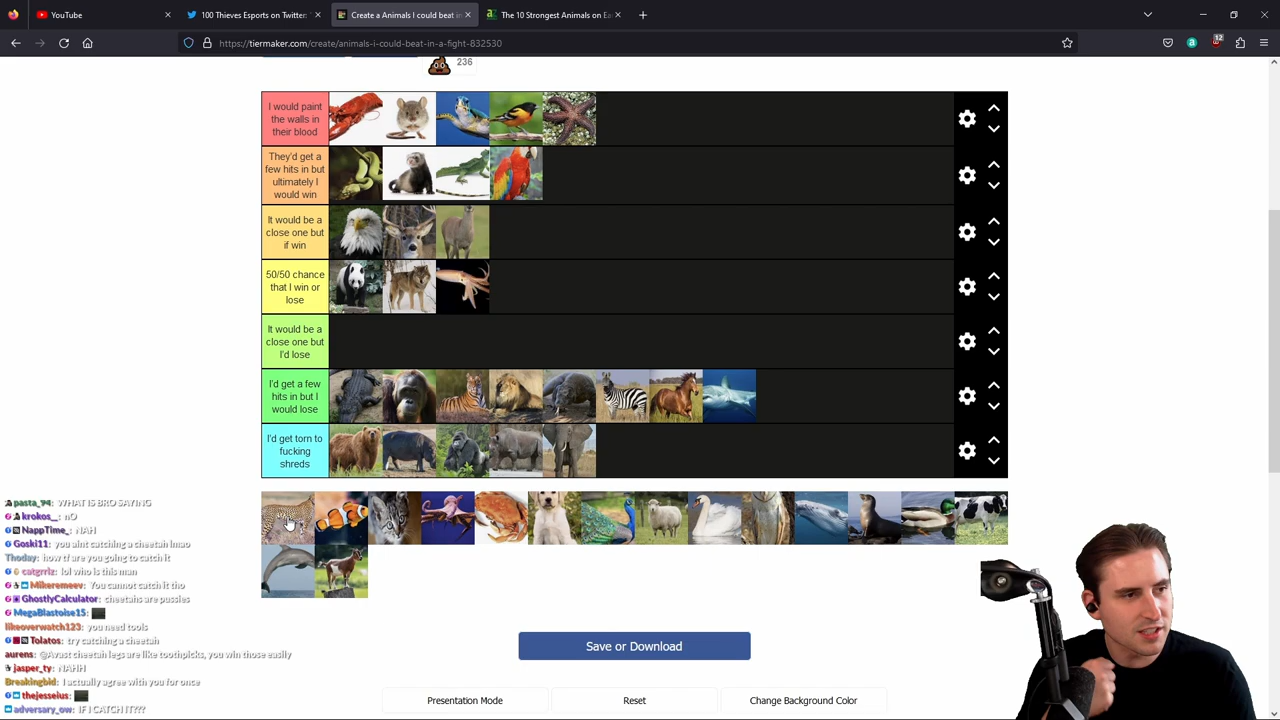 YouTube
100 Thieves Esports on Twitter:
Create a Animals I could beat in
The 10 Strongest Animals on Ea
https://tiermaker.com/create/animals-i-could-beat-in-a-fight-832530
236
I would paint
the walls in
their blood
They'd get a
few hits in but
ultimately I
would win
It would be a
close one but
if win
50/50 chance
that I win or
lose
It would be a
close one but
I'd lose
I'd get a few
hits in but I
would lose
I'd get torn to
fucking
shreds
pasta_94: WHAT IS BRO SAYING
krokos_: nO
NappTime_: NAH
Goski11: you aint catching a cheetah lmao
Thoday: how tf are you going to catch it
catgrrlz: lol who is this man
Mikeremeev: You cannot catch it tho
GhostlyCalculator: cheetahs are pussies
MegaBlastoise15:
likeoverwatch123: you need tools
Tolatos: try catching a cheetah
aurens: @Avast cheetah legs are like toothpicks, you win those easily
jasper_ty: NAHH
Breakingbid: I actually agree with you for once
thejesseius:
adversary_ow: IF I CATCH IT???
Save or Download
Presentation Mode
Reset
Change Background Color